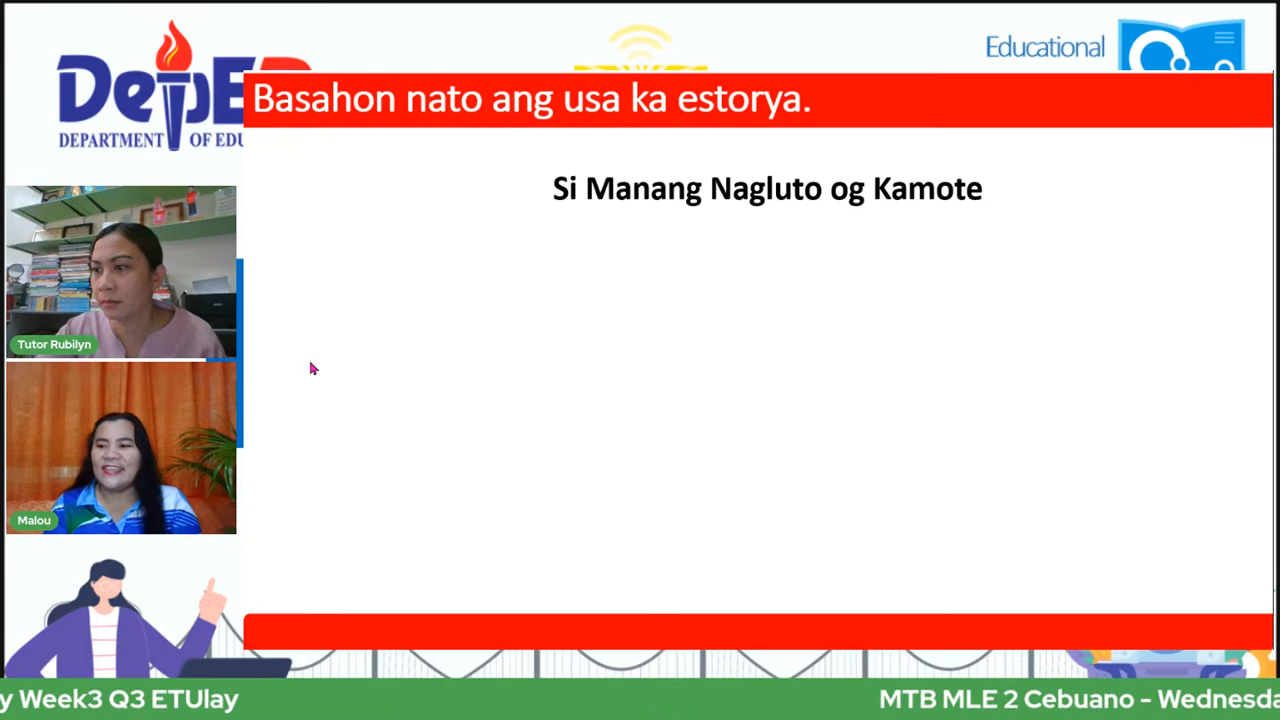 DepE
DEPARTMENT OF EDU
Educational
Basahon nato ang usa ka estorya.
Si Manang Nagluto og Kamote
Tutor Rubilyn
Malou
y Week3 Q3 ETUlay
MTB MLE 2 Cebuano - Wednesda